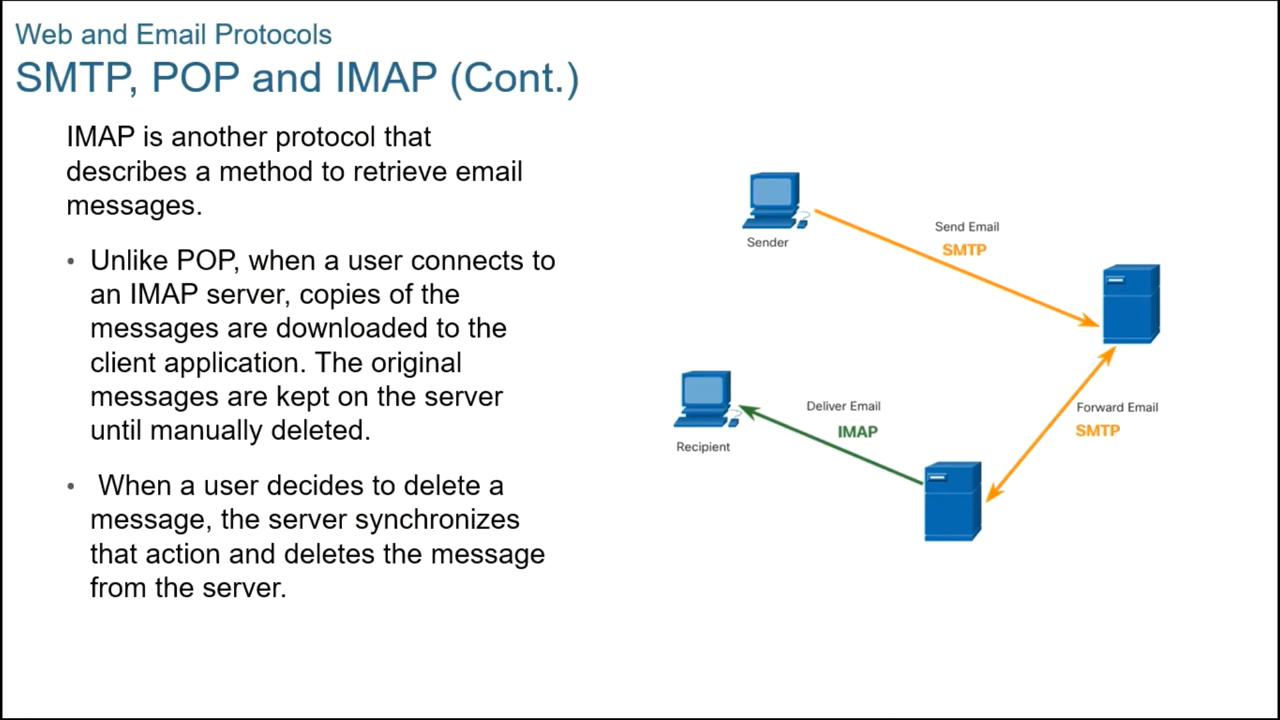 Web and Email Protocols
SMTP, POP and IMAP (Cont.)
IMAP is another protocol that
describes a method to retrieve email
messages.
• Unlike POP, when a user connects to
an IMAP server, copies of the
messages are downloaded to the
client application. The original
messages are kept on the server
until manually deleted.
• When a user decides to delete a
message, the server synchronizes
that action and deletes the message
from the server.
Sender
Send Email
SMTP
Forward Email
SMTP
Deliver Email
IMAP
Recipient